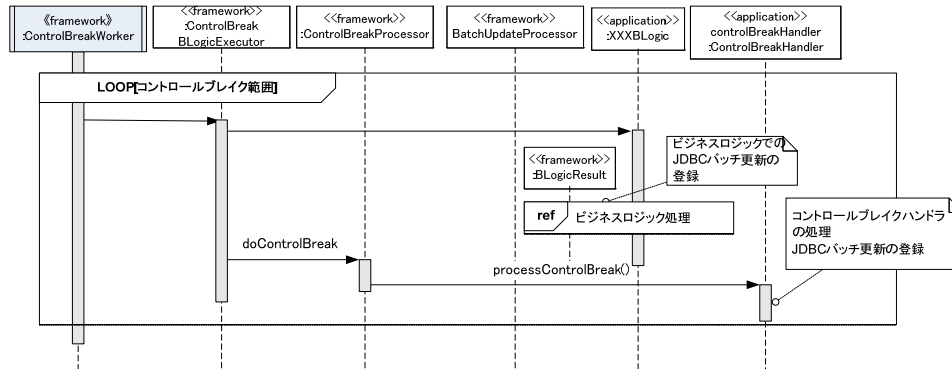 《framework》
:ControlBreakWorker
<<framework>>
:ControlBreak
BLogicExecutor
<<framework>>
:ControlBreakProcessor
<<framework>>
BatchUpdateProcessor
<<application>>
:XXXBLogic
<<application>>
controlBreakHandler
:ControlBreakHandler
LOOP[コントロールブレイク範囲]
ビジネスロジックでの
JDBCバッチ更新の
登録
<<framework>>
:BLogicResult
ref ビジネスロジック処理
コントロールブレイクハンドラ
の処理
JDBCバッチ更新の登録
doControlBreak
processControlBreak()